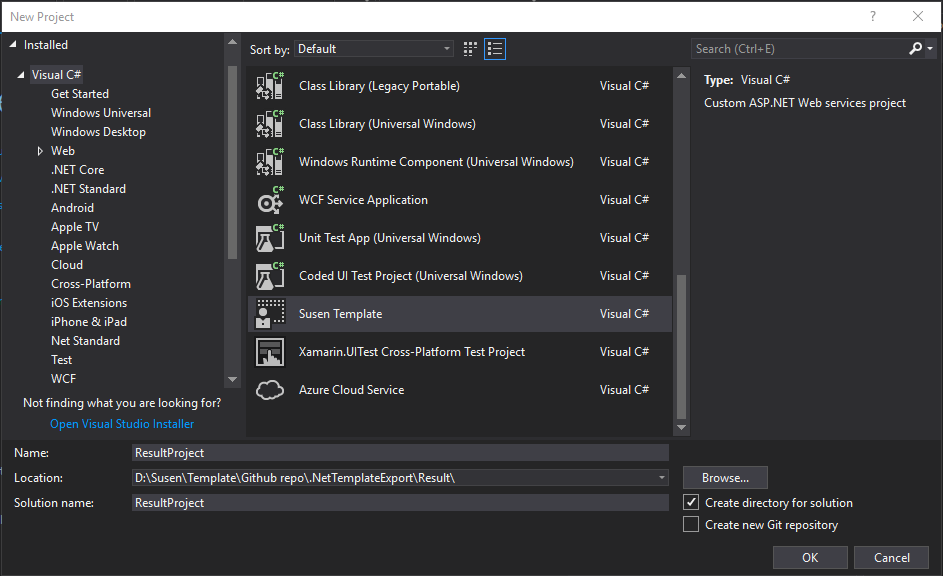 New Project
?
Installed
Visual C#
Get Started
Windows Universal
Windows Desktop
Web
.NET Core
.NET Standard
Android
Apple TV
Apple Watch
Cloud
Cross-Platform
iOS Extensions
iPhone & iPad
Net Standard
Test
WCF
Not finding what you are looking for?
Open Visual Studio Installer
Sort by: Default
C# Class Library (Legacy Portable) Visual C#
C# Class Library (Universal Windows) Visual C#
C# Windows Runtime Component (Universal Windows) Visual C#
C# WCF Service Application Visual C#
C# Unit Test App (Universal Windows) Visual C#
C# Coded UI Test Project (Universal Windows) Visual C#
Susen Template Visual C#
Xamarin.UITest Cross-Platform Test Project Visual C#
Azure Cloud Service Visual C#
Search (Ctrl+E)
Type: Visual C#
Custom ASP.NET Web services project
Name: ResultProject
Location: D:\Susen\Template\Github repo\.NetTemplateExport\Result\
Browse...
Solution name: ResultProject
Create directory for solution
Create new Git repository
OK Cancel